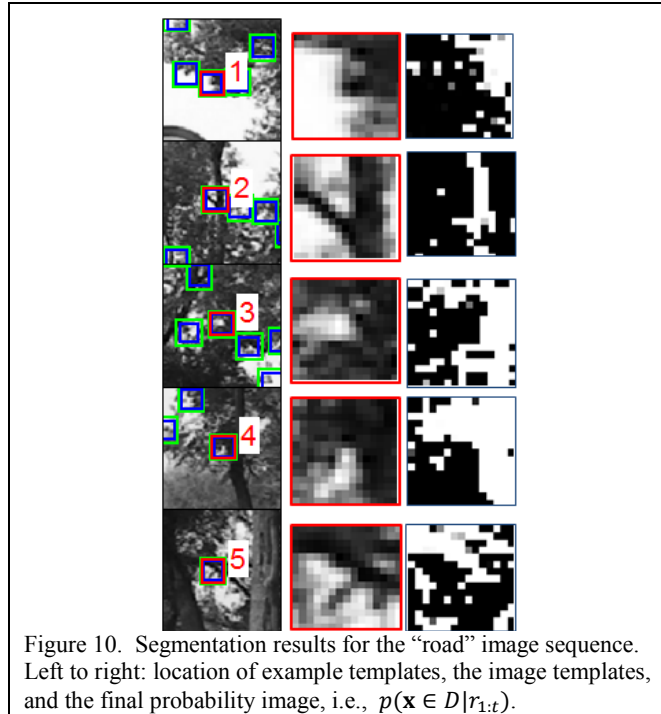 1
2
3
4
5
Figure 10. Segmentation results for the “road” image sequence.
Left to right: location of example templates, the image templates,
and the final probability image, i.e., 𝑝(𝐱 ∈ 𝐷|𝑟₁:ₜ).